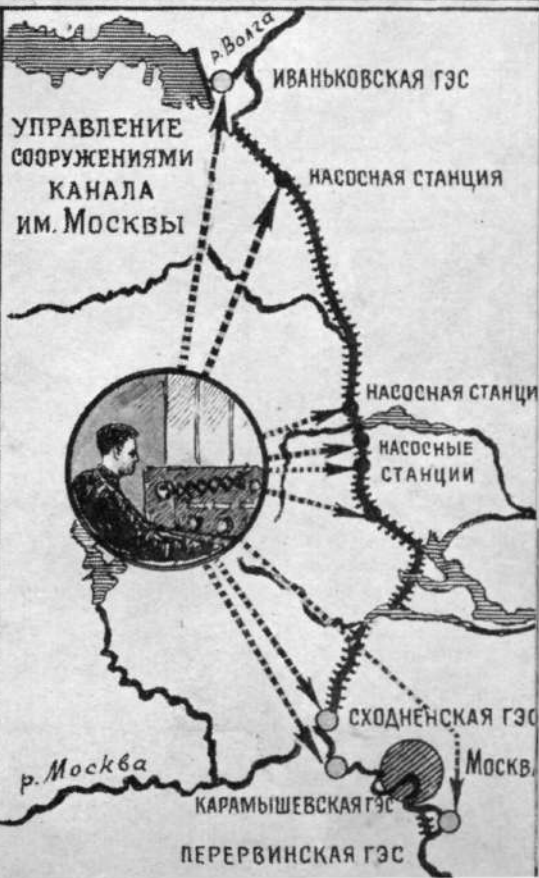 р. Волга
ИВАНЬКОВСКАЯ ГЭС
УПРАВЛЕНИЕ
СООРУЖЕНИЯМИ
КАНАЛА
ИМ. МОСКВЫ
НАСОСНАЯ СТАНЦИЯ
НАСОСНАЯ СТАНЦИ
НАСОСНЫЕ
СТАНЦИИ
СХОДНЕНСКАЯ ГЭС
р. Москва
МОСКВ
КАРАМЫШЕВСКАЯ ГЭС
ПЕРЕРВИНСКАЯ ГЭС